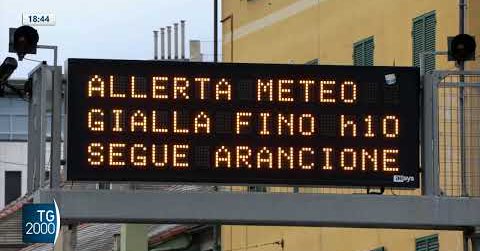 18:44
ALLERTA METEO
GIALLA FINO h10
SEGUE ARANCIONE
TG
2000